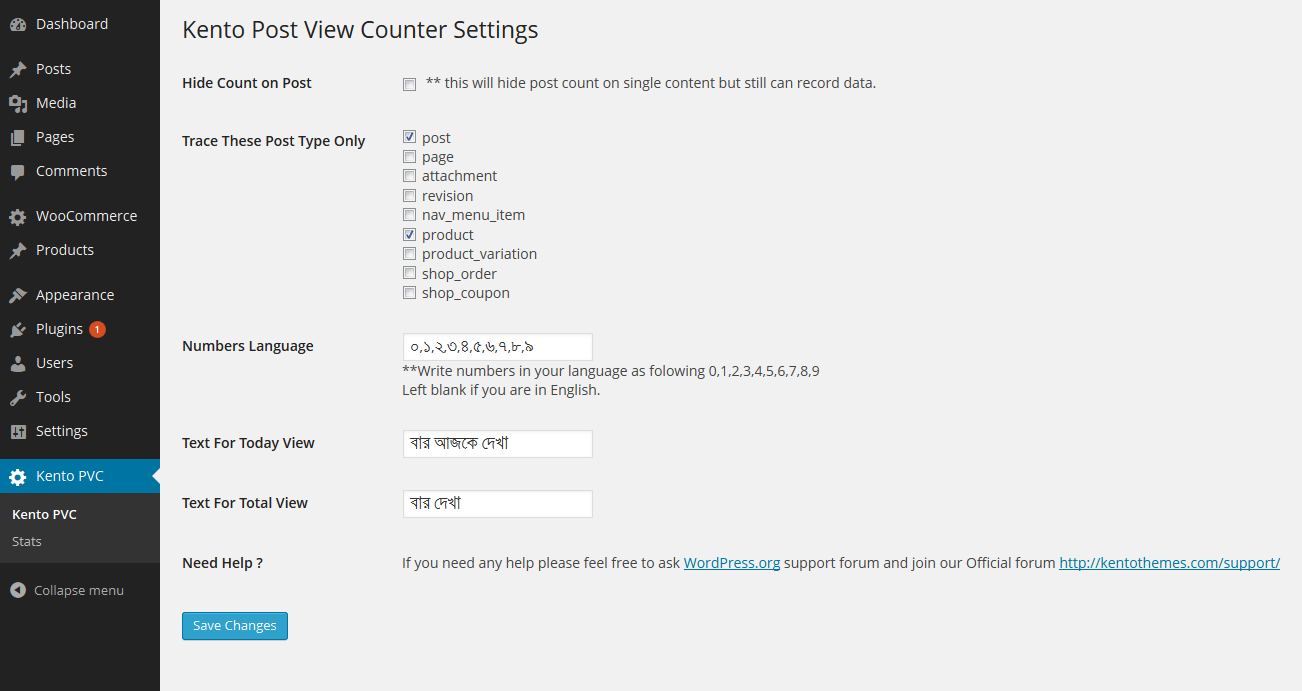 Dashboard
Posts
Media
Pages
Comments
WooCommerce
Products
Appearance
Plugins 1
Users
Tools
Settings
Kento PVC
Kento PVC
Stats
Collapse menu
Kento Post View Counter Settings
Hide Count on Post
** this will hide post count on single content but still can record data.
Trace These Post Type Only
post
page
attachment
revision
nav_menu_item
product
product_variation
shop_order
shop_coupon
Numbers Language
০,১,২,৩,৪,৫,৬,৭,৮,৯
**Write numbers in your language as folowing 0,1,2,3,4,5,6,7,8,9
Left blank if you are in English.
Text For Today View
বার আজকে দেখা
Text For Total View
বার দেখা
Need Help ?
If you need any help please feel free to ask WordPress.org support forum and join our Official forum http://kentothemes.com/support/
Save Changes